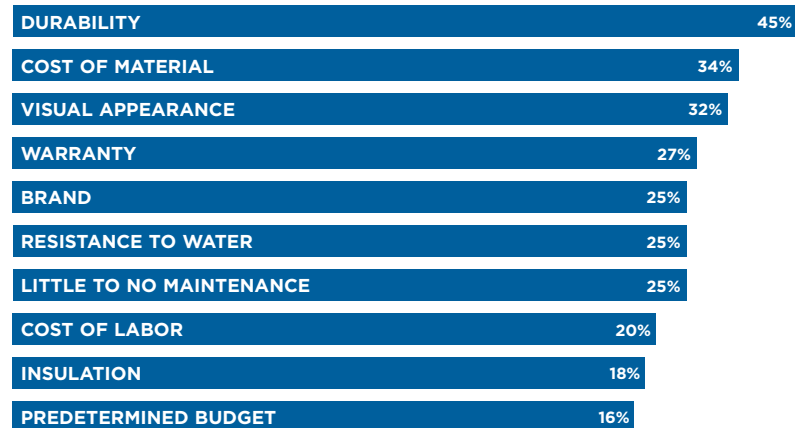 DURABILITY 45%
COST OF MATERIAL 34%
VISUAL APPEARANCE 32%
WARRANTY 27%
BRAND 25%
RESISTANCE TO WATER 25%
LITTLE TO NO MAINTENANCE 25%
COST OF LABOR 20%
INSULATION 18%
PREDETERMINED BUDGET 16%